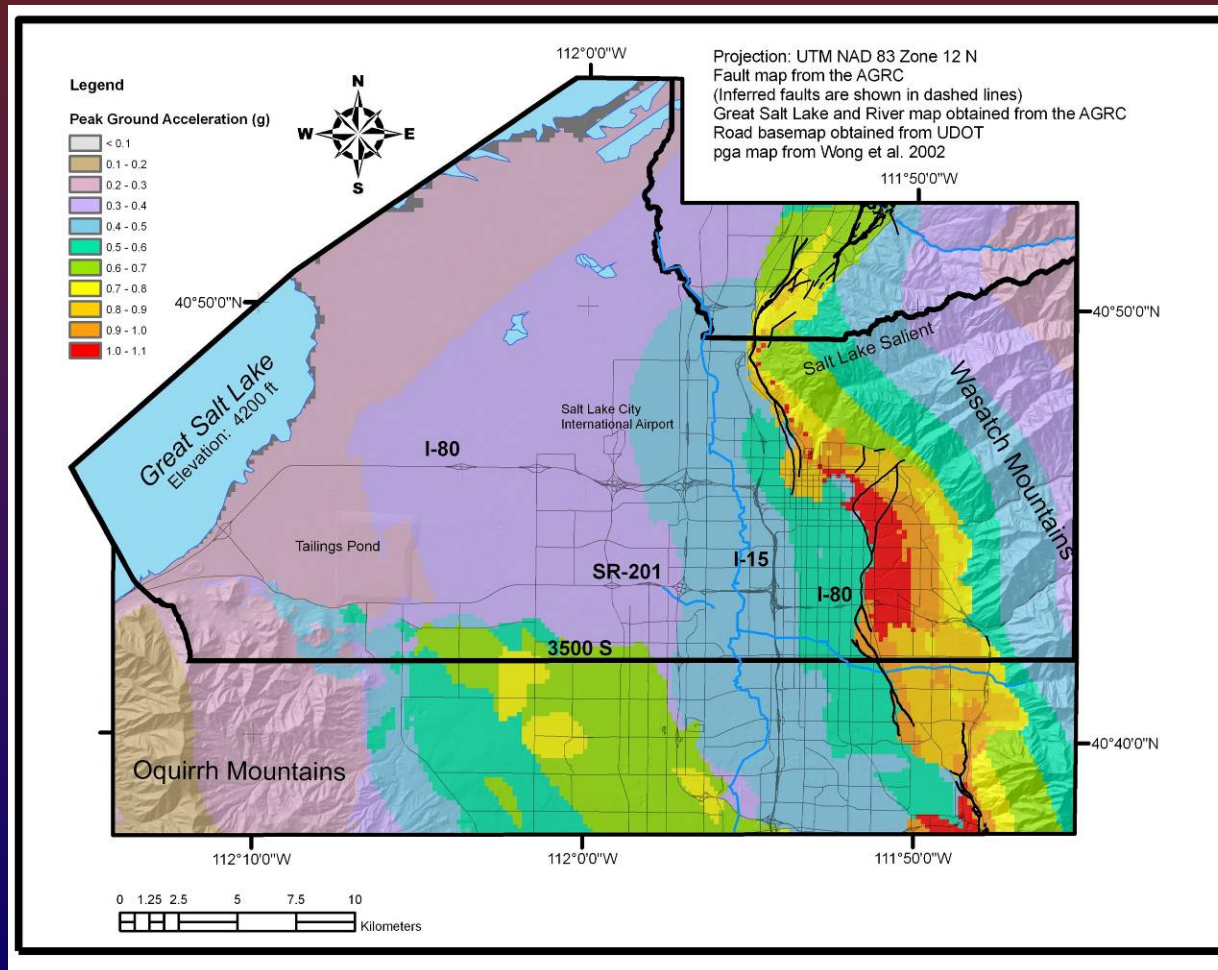 112°0'0"W
Projection: UTM NAD 83 Zone 12 N
Fault map from the AGRC
(Inferred faults are shown in dashed lines)
Great Salt Lake and River map obtained from the AGRC
Road basemap obtained from UDOT
pga map from Wong et al. 2002
111°50'0"W
Legend
Peak Ground Acceleration (g)
< 0.1
0.1 - 0.2
0.2 - 0.3
0.3 - 0.4
0.4 - 0.5
0.5 - 0.6
0.6 - 0.7
0.7 - 0.8
0.8 - 0.9
0.9 - 1.0
1.0 - 1.1
N
W E
S
40°50'0"N
40°50'0"N
Great Salt Lake
Elevation: 4200 ft
Salt Lake Salient
Wasatch Mountains
Salt Lake City
International Airport
I-80
Tailings Pond
SR-201
I-15
I-80
3500 S
Oquirrh Mountains
40°40'0"N
112°10'0"W
112°0'0"W
111°50'0"W
0 1.25 2.5 5 7.5 10
Kilometers